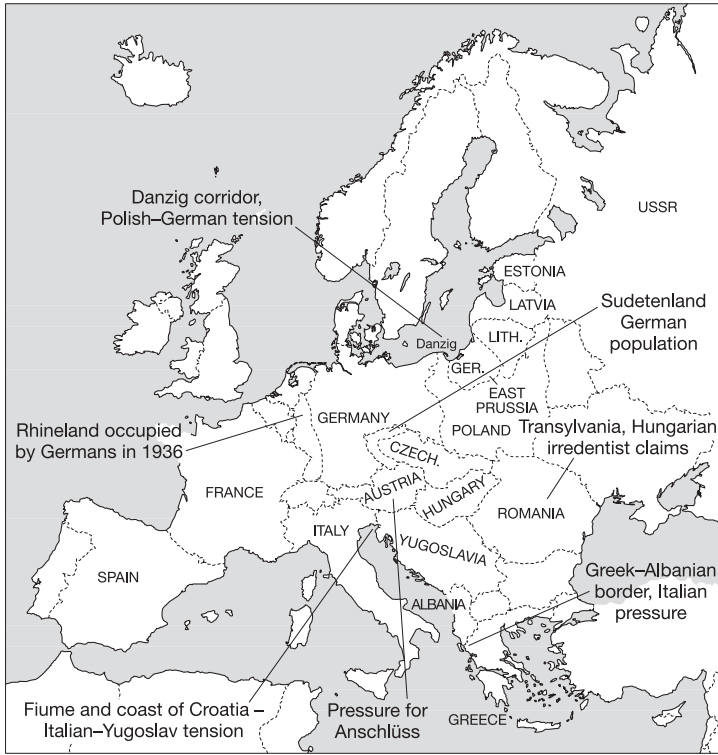 Danzig corridor,
Polish–German tension
USSR
ESTONIA
LATVIA
Sudetenland
German
population
LITH.
Danzig
GER.
EAST
PRUSSIA
GERMANY
POLAND
Transylvania, Hungarian
irredentist claims
Rhineland occupied
by Germans in 1936
CZECH.
FRANCE
AUSTRIA
HUNGARY
ROMANIA
ITALY
YUGOSLAVIA
SPAIN
Greek–Albanian
border, Italian
pressure
ALBANIA
Fiume and coast of Croatia –
Italian–Yugoslav tension
Pressure for
Anschlüss
GREECE